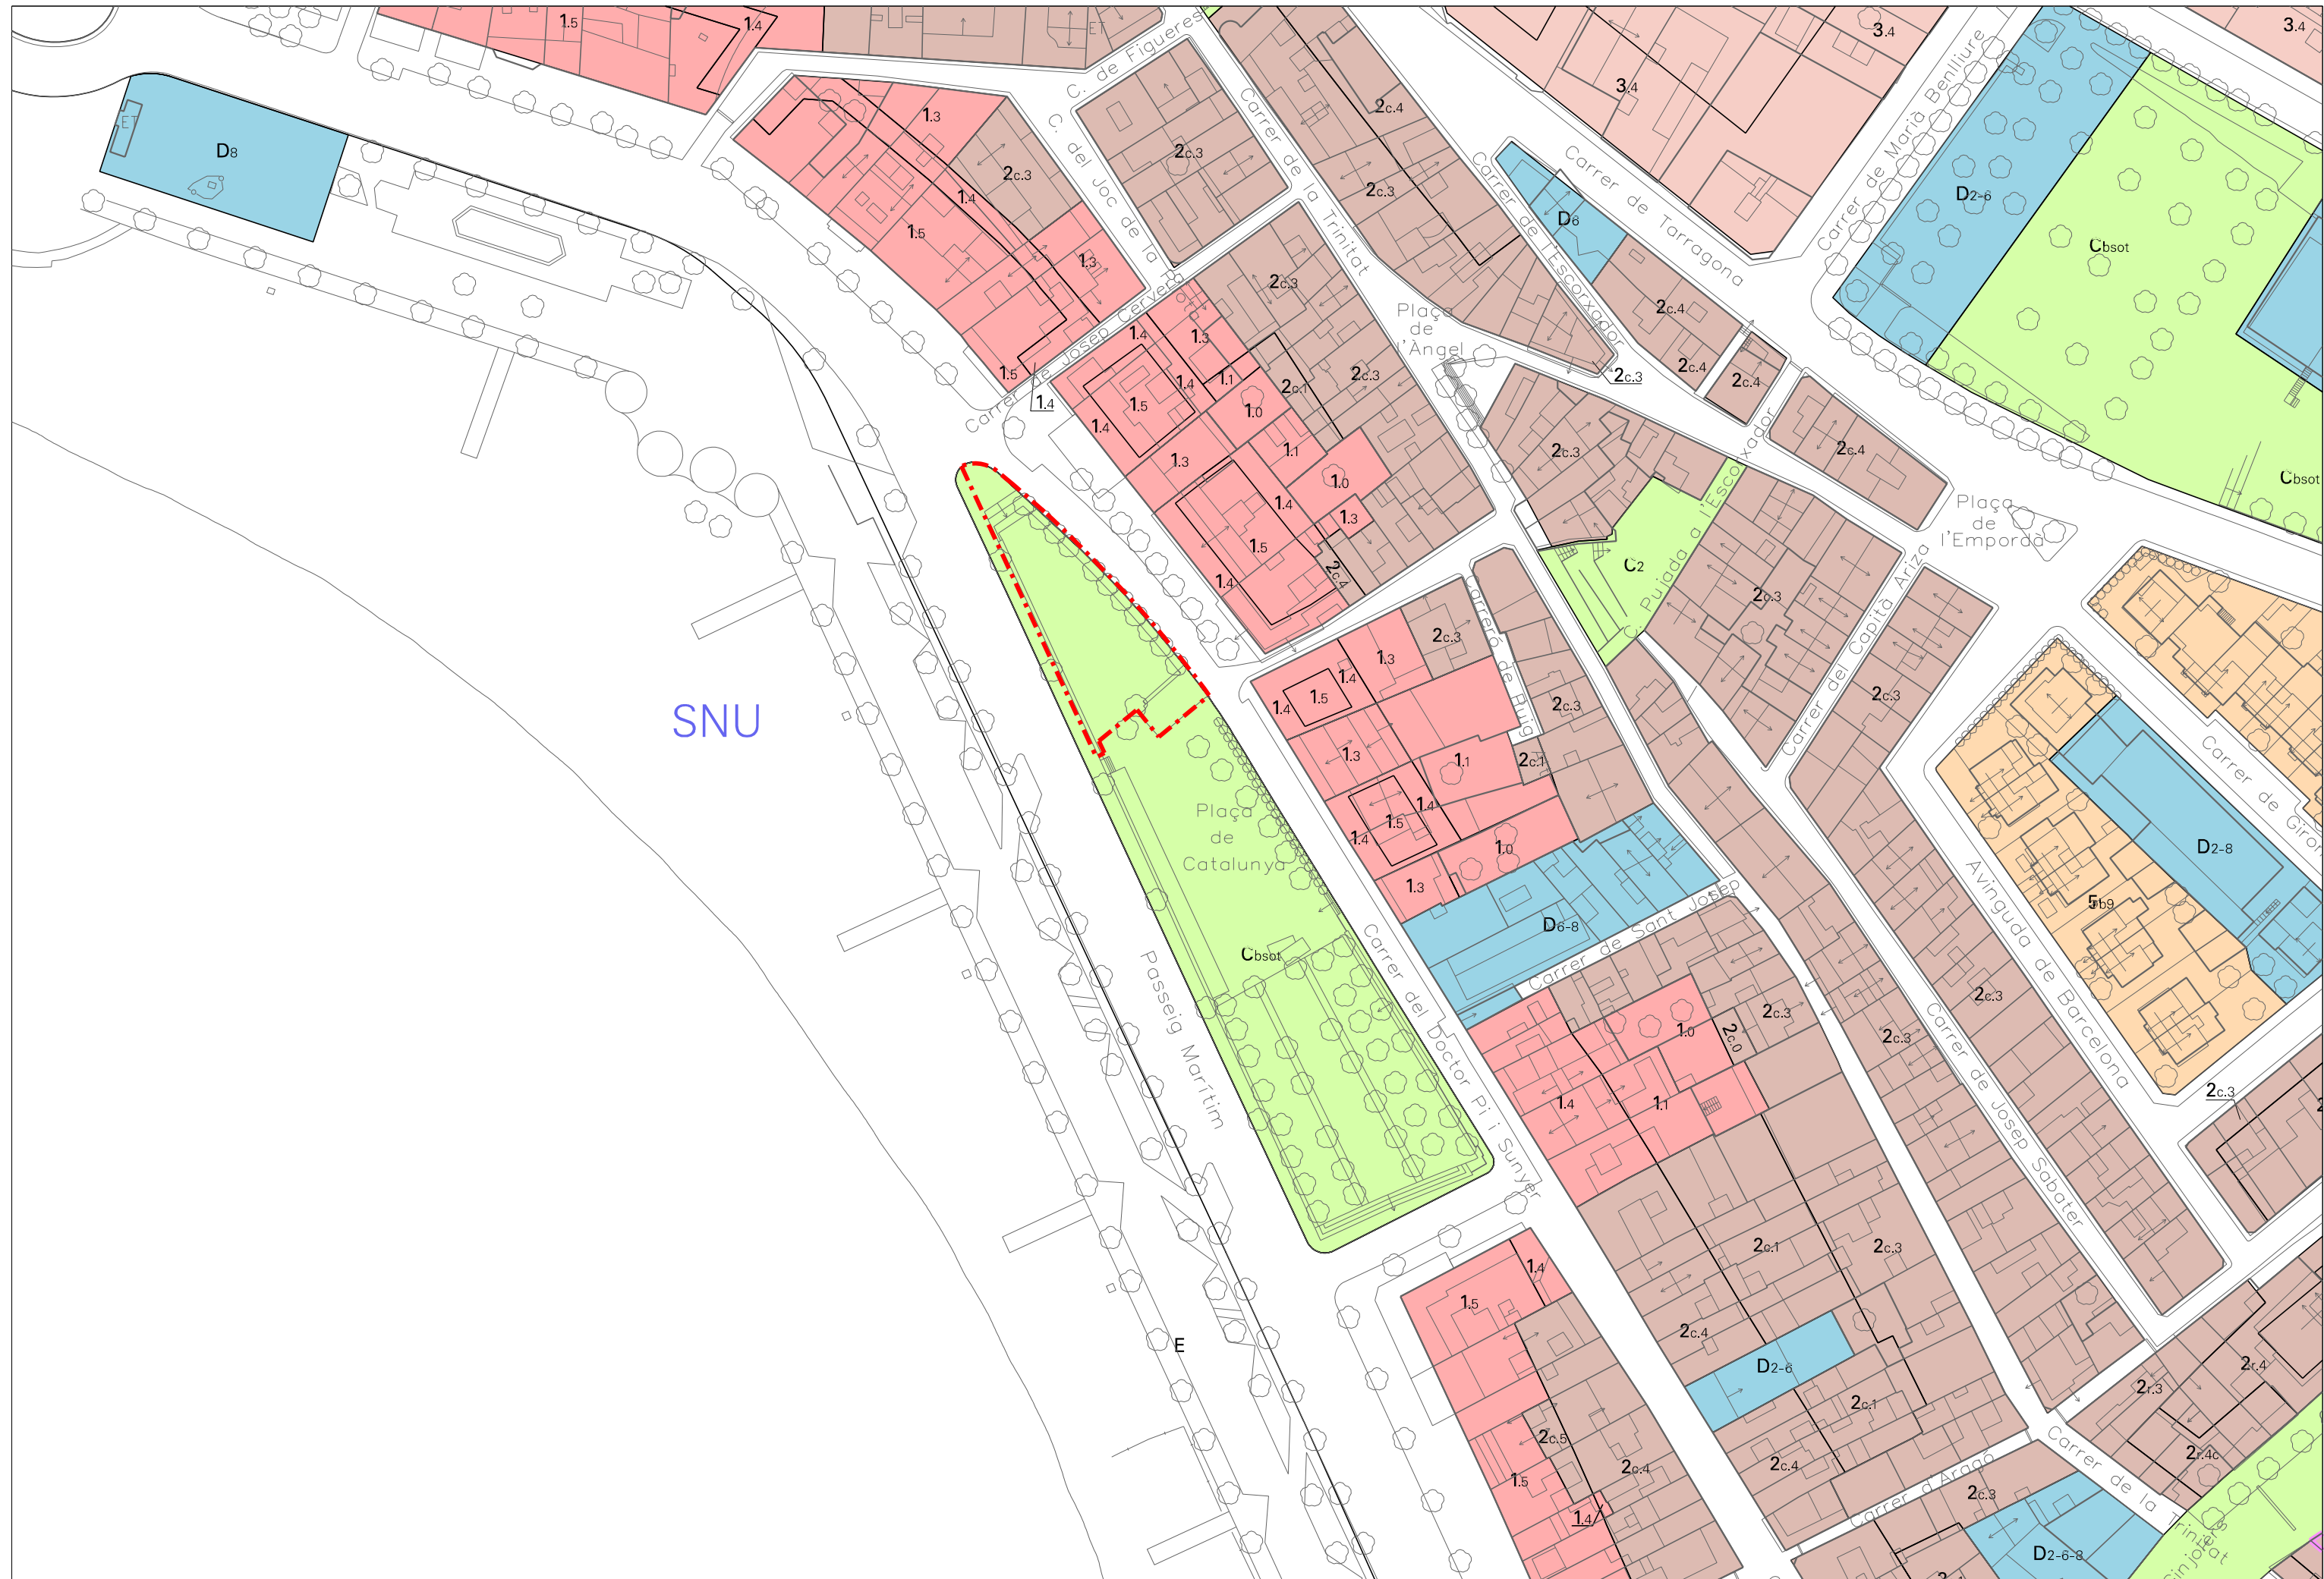 1.5
1.4
ET
C. de Figueres
3.4
3.4
3.4
Carrer de Marià Benlliure
ET
D8
1.3
2c.3
1.4
1.5
1.3
1.5
1.4
C. del Joc de la
2c.3
Carrer de la Trinitat
2c.4
2c.3
Carrer de l'Escorxador
D8
Carrer de Tarragona
D2-6
Cbsot
Cbsot
2c.4
2c.4
2c.4
2c.3
2c.4
Plaça
de
l'Àngel
Carrer de Josep Cervera
2c.3
1.4
1.3
1.4
1.1
2c.1
2c.3
1.5
1.4
1.0
1.3
1.1
1.0
1.4
1.3
1.5
1.4
2c.4
2c.3
C2
C. Pujada a l'Escorxador
2c.3
Plaça
de
l'Empordà
Carrer del Capità Ariza
2c.3
Carreró de Puig
2c.3
1.3
1.4
1.5
1.4
2c.3
1.3
1.1
2c.1
1.4
1.5
1.4
1.0
1.3
SNU
Plaça
de
Catalunya
Cbsot
Passeig Marítim
E
Carrer del Doctor Pi i Sunyer
D6-8
Carrer de Sant Josep
2c.3
1.0
2c.0
1.4
1.1
2c.3
2c.3
Carrer de Josep Sabater
Avinguda de Barcelona
5b9
D2-8
Carrer de Giron
2c.3
2c.1
2c.3
2c.4
D2-6
2c.1
2c.4
1.5
1.4
2c.5
2c.4
1.5
1.4
Carrer d'Aragó
2c.3
2r.3
2r.4
2r.4c
Carrer de la
Trinitat
D2-6-8